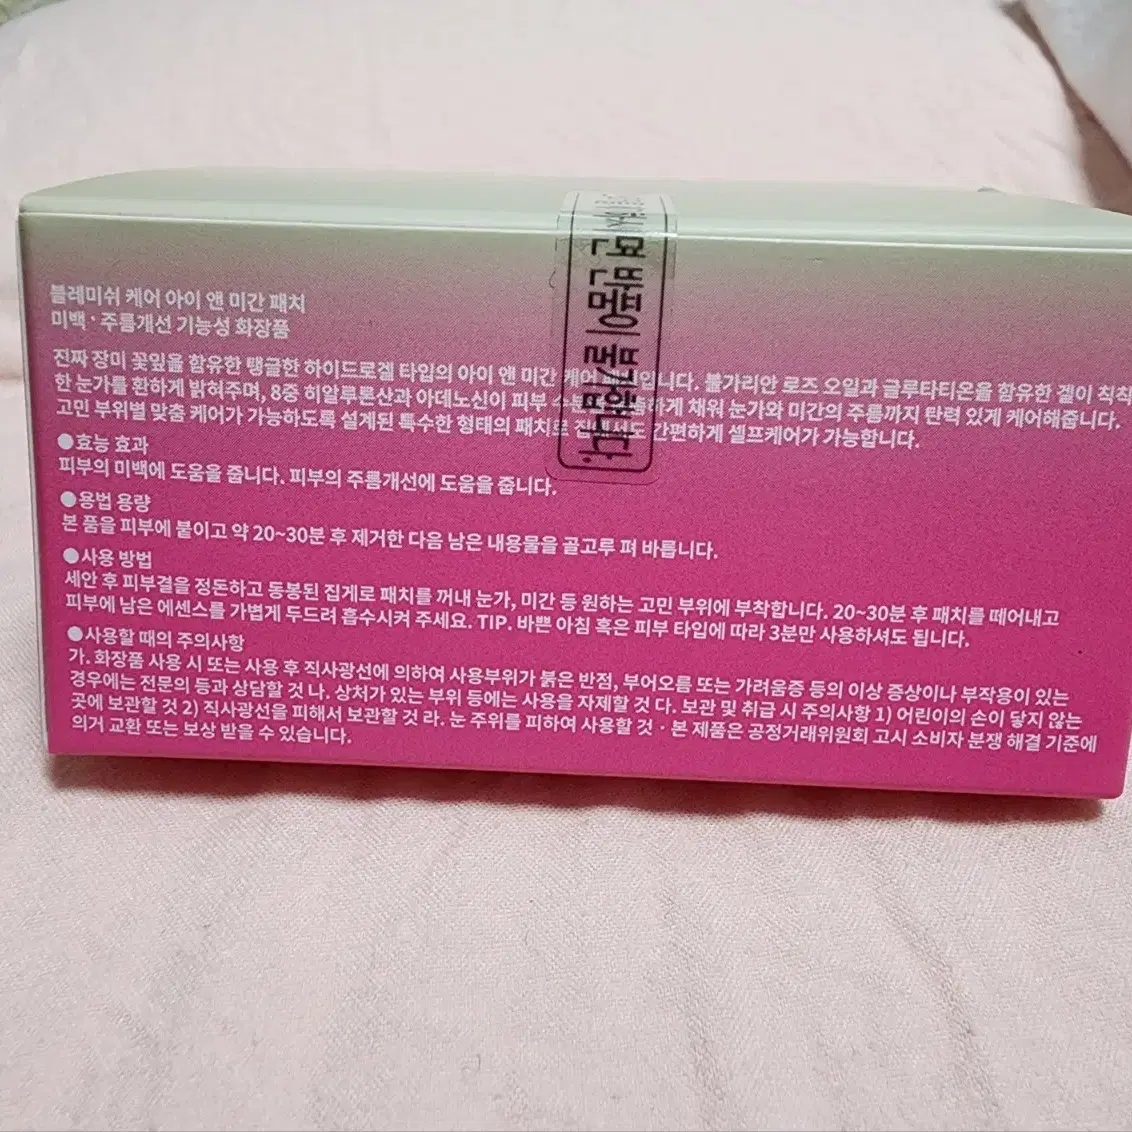 블레미쉬 케어 아이 앤 미간 패치
미백 · 주름개선 기능성 화장품
진짜 장미 꽃잎을 함유한 탱글한 하이드로겔 타입의 아이 앤 미간 케어 불가리안 로즈 오일과 글루타티온을 함유한 겔이 칙칙
한 눈가를 환하게 밝혀주며, 8중 히알루론산과 아데노신이 피부 채워 눈가와 미간의 주름까지 탄력 있게 케어해줍니다.
고민 부위별 맞춤 케어가 가능하도록 설계된 특수한 형태의 패치로 간편하게 셀프케어가 가능합니다.
●효능 효과
피부의 미백에 도움을 줍니다. 피부의 주름개선에 도움을 줍니다.
●용법 용량
본 품을 피부에 붙이고 약 20~30분 후 제거한 다음 남은 내용물을 골고루 펴 바릅니다.
●사용 방법
세안 후 피부결을 정돈하고 동봉된 집게로 패치를 꺼내 눈가, 미간 등 원하는 고민 부위에 부착합니다. 20~30분 후 패치를 떼어내고
피부에 남은 에센스를 가볍게 두드려 흡수시켜 주세요. TIP. 바쁜 아침 혹은 피부 타입에 따라 3분만 사용하셔도 됩니다.
●사용할 때의 주의사항
가. 화장품 사용 시 또는 사용 후 직사광선에 의하여 사용부위가 붉은 반점, 부어오름 또는 가려움증 등의 이상 증상이나 부작용이 있는
경우에는 전문의 등과 상담할 것 나. 상처가 있는 부위 등에는 사용을 자제할 것 다. 보관 및 취급 시 주의사항 1) 어린이의 손이 닿지 않는
곳에 보관할 것 2) 직사광선을 피해서 보관할 것 라. 눈 주위를 피하여 사용할 것 · 본 제품은 공정거래위원회 고시 소비자 분쟁 해결 기준에
의거 교환 또는 보상 받을 수 있습니다.
면 반품이 불가합니다.